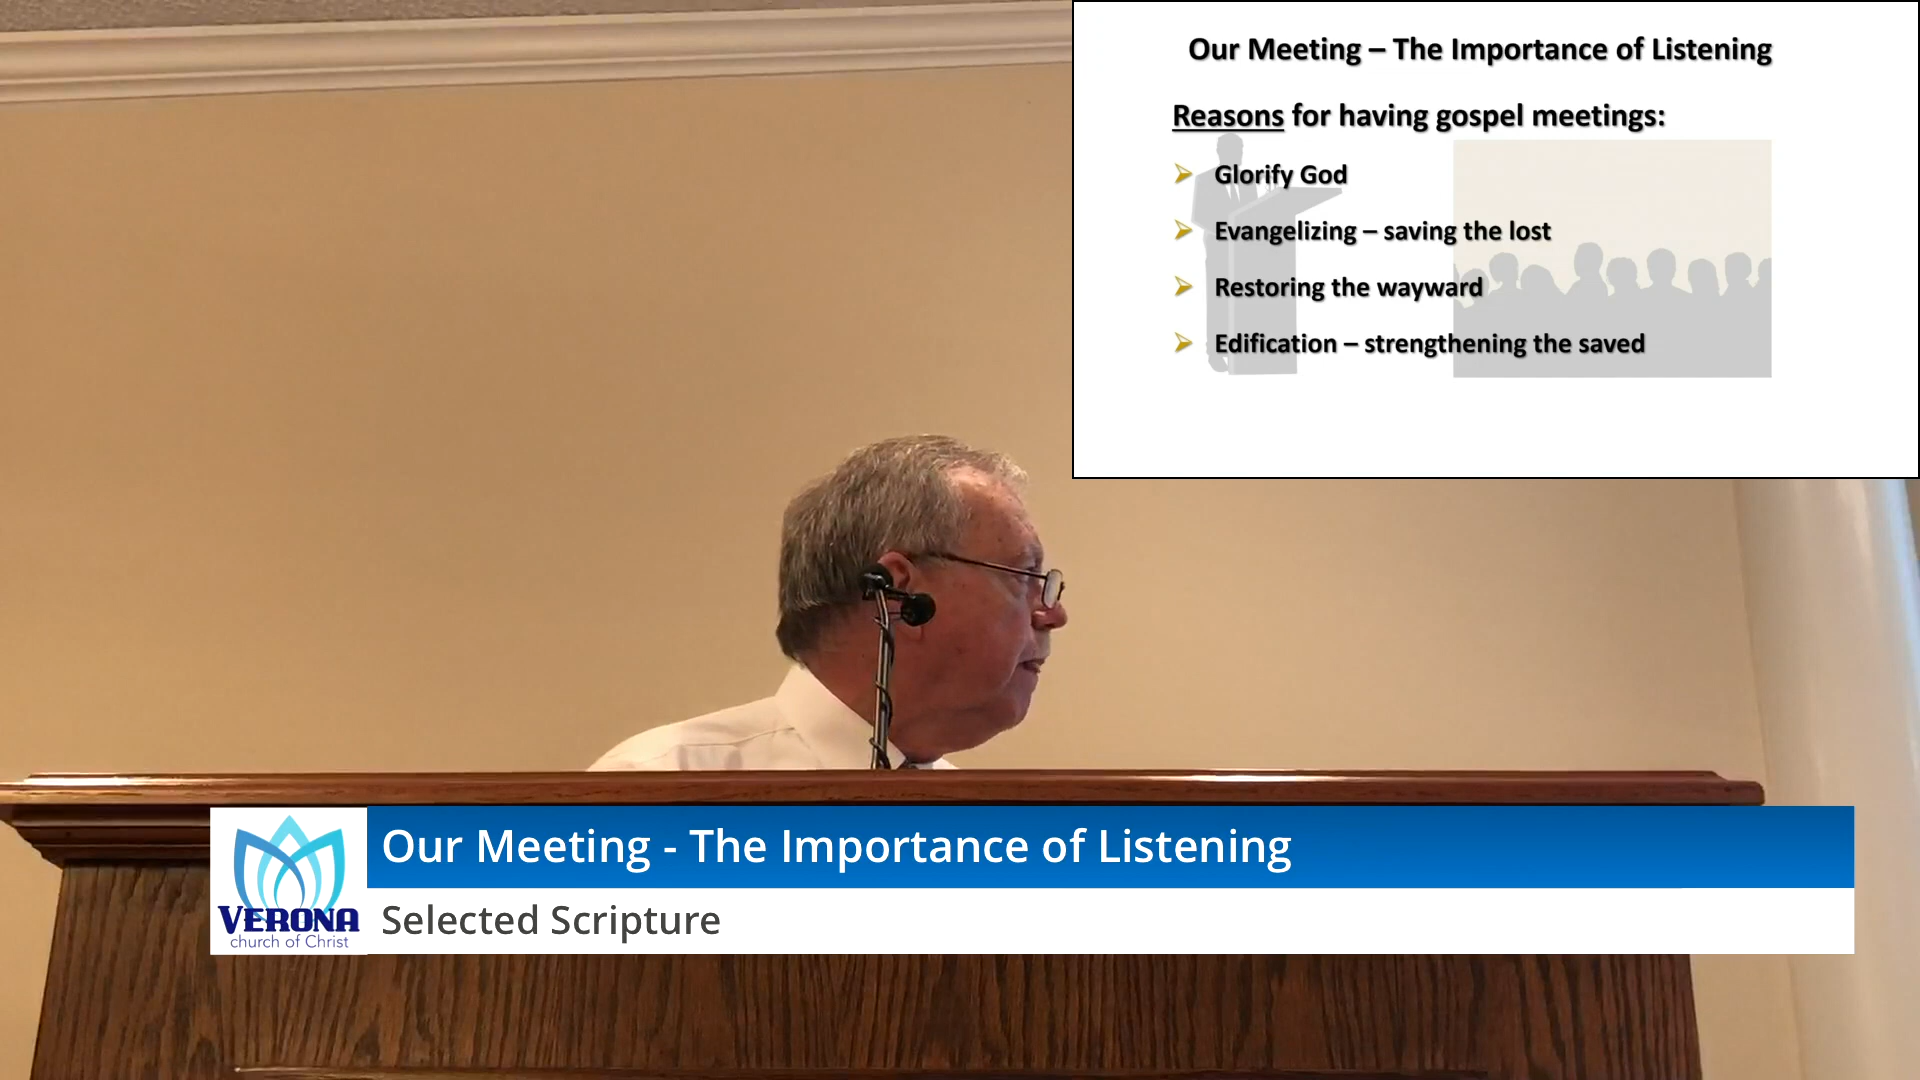 Our Meeting – The Importance of Listening
Reasons for having gospel meetings:
➢ Glorify God
➢ Evangelizing – saving the lost
➢ Restoring the wayward
➢ Edification – strengthening the saved
Our Meeting - The Importance of Listening
Selected Scripture
VERONA
church of Christ